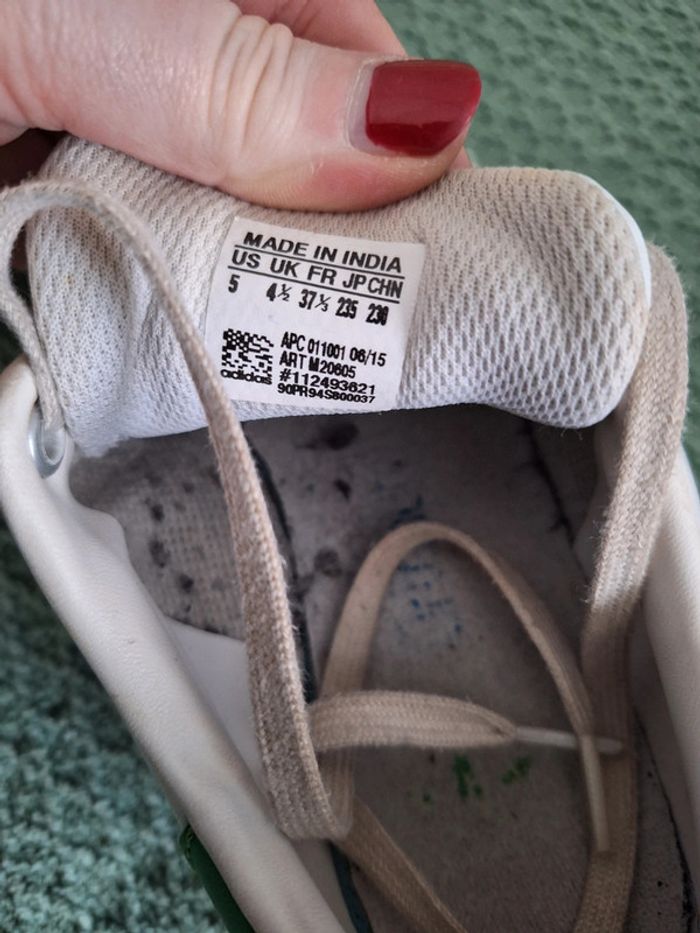 MADE IN INDIA
US UK FR JP CHN
5 4½ 37⅓ 235 230
APC 011001 06/15
ART M20605
#112493621
adidas
90PR94S800037